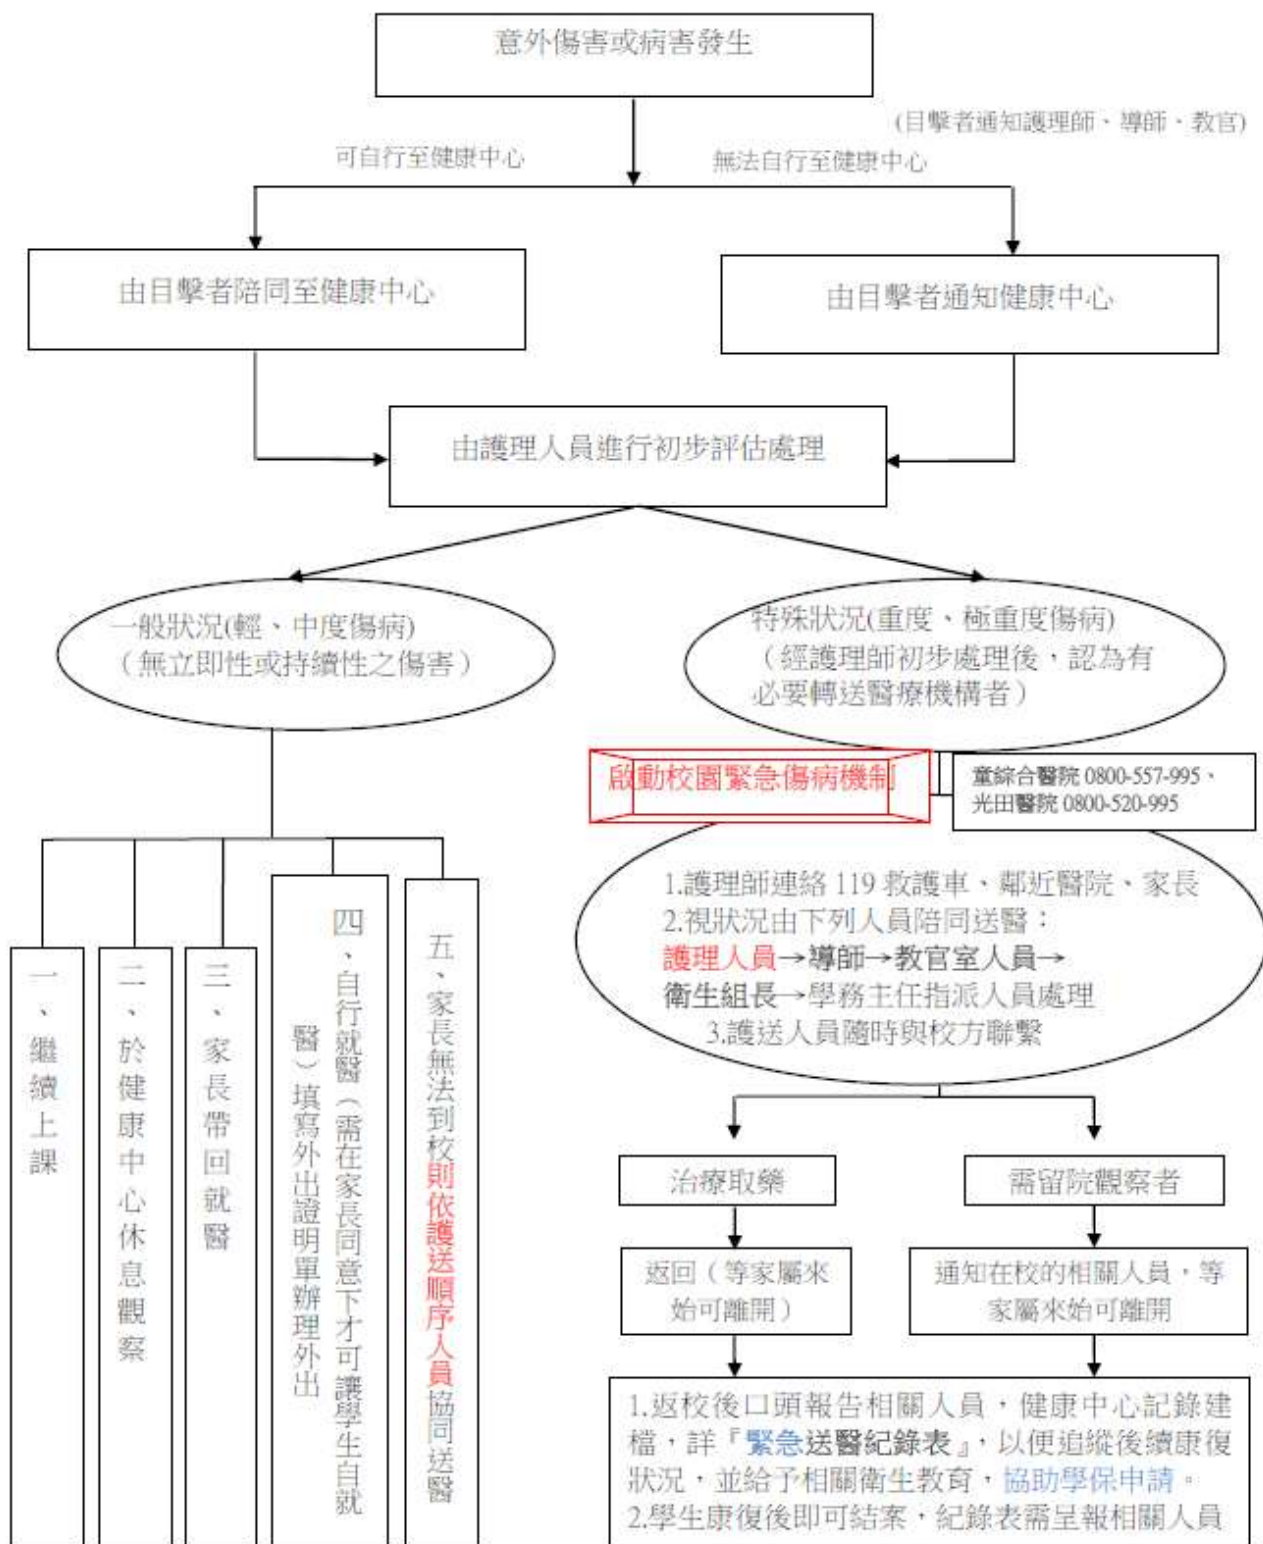 意外傷害或病害發生
(目擊者通知護理師、導師、教官)
可自行至健康中心
無法自行至健康中心
由目擊者陪同至健康中心
由目擊者通知健康中心
由護理人員進行初步評估處理
一般狀況(輕、中度傷病)
（無立即性或持續性之傷害）
特殊狀況(重度、極重度傷病)
（經護理師初步處理後，認為有
必要轉送醫療機構者）
啟動校園緊急傷病機制
童綜合醫院 0800-557-995、
光田醫院 0800-520-995
1.護理師連絡 119 救護車、鄰近醫院、家長
2.視狀況由下列人員陪同送醫：
護理人員→導師→教官室人員→
衛生組長→學務主任指派人員處理
3.護送人員隨時與校方聯繫
一、繼續上課
二、於健康中心休息觀察
三、家長帶回就醫
四、自行就醫（需在家長同意下才可讓學生自就
醫）填寫外出證明單辦理外出
五、家長無法到校則依護送順序人員協同送醫
治療取藥
需留院觀察者
返回（等家屬來
始可離開）
通知在校的相關人員，等
家屬來始可離開
1.返校後口頭報告相關人員，健康中心記錄建
檔，詳『緊急送醫紀錄表』，以便追縱後續康復
狀況，並給予相關衛生教育，協助學保申請。
2.學生康復後即可結案，紀錄表需呈報相關人員